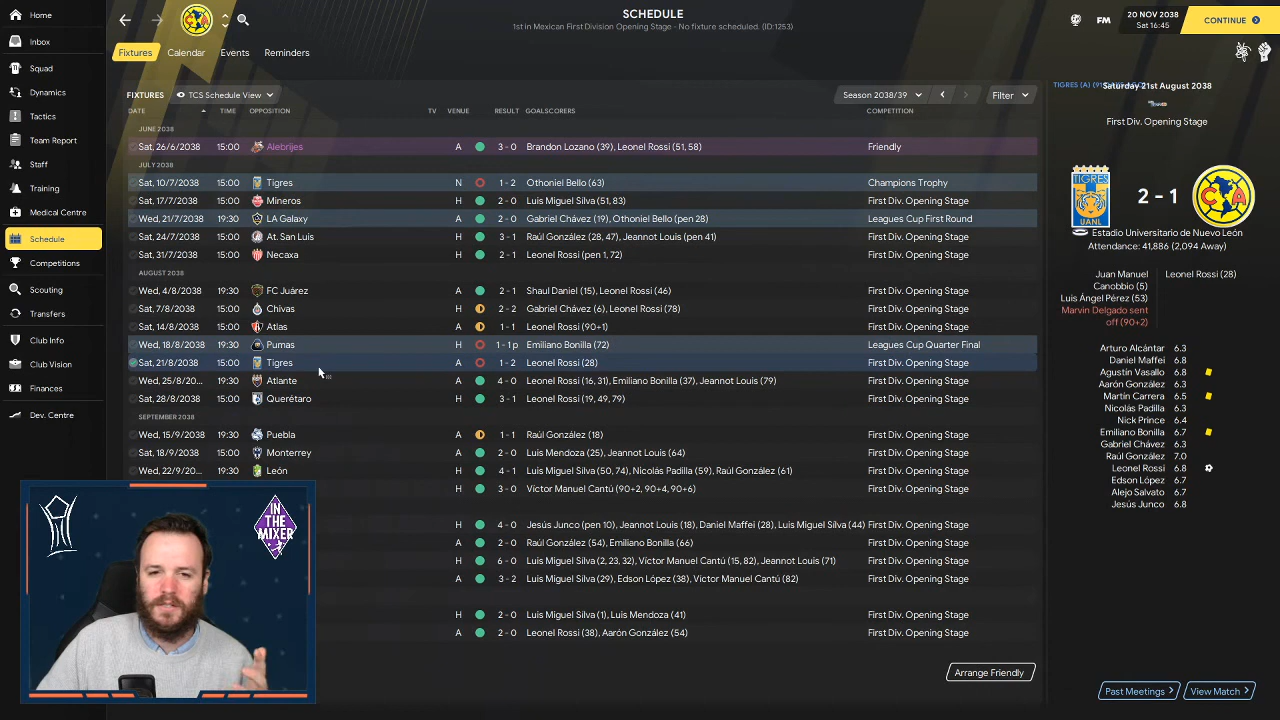 Home
SCHEDULE
1st in Mexican First Division Opening Stage - No fixture scheduled. (ID:1253)
FM
20 NOV 2038
Sat 16:45
CONTINUE
Inbox
Fixtures Calendar Events Reminders
Squad
Dynamics
Tactics
Team Report
Staff
Training
Medical Centre
Schedule
Competitions
Scouting
Transfers
Club Info
Club Vision
Finances
Dev. Centre
FIXTURES TCS Schedule View Season 2038/39 Filter
DATE TIME OPPOSITION TV VENUE RESULT GOALSCORERS COMPETITION
JUNE 2038
Sat, 26/6/2038 15:00 Alebrijes A 3 - 0 Brandon Lozano (39), Leonel Rossi (51, 58) Friendly
JULY 2038
Sat, 10/7/2038 15:00 Tigres N 1 - 2 Othoniel Bello (63) Champions Trophy
Sat, 17/7/2038 15:00 Mineros H 2 - 0 Luis Miguel Silva (51, 83) First Div. Opening Stage
Wed, 21/7/2038 19:30 LA Galaxy A 2 - 0 Gabriel Chávez (19), Othoniel Bello (pen 28) Leagues Cup First Round
Sat, 24/7/2038 15:00 At. San Luis H 3 - 1 Raúl González (28, 47), Jeannot Louis (pen 41) First Div. Opening Stage
Sat, 31/7/2038 15:00 Necaxa H 2 - 1 Leonel Rossi (pen 1, 72) First Div. Opening Stage
AUGUST 2038
Wed, 4/8/2038 19:30 FC Juárez A 2 - 1 Shaul Daniel (15), Leonel Rossi (46) First Div. Opening Stage
Sat, 7/8/2038 15:00 Chivas H 2 - 2 Gabriel Chávez (6), Leonel Rossi (78) First Div. Opening Stage
Sat, 14/8/2038 15:00 Atlas A 1 - 1 Leonel Rossi (90+1) First Div. Opening Stage
Wed, 18/8/2038 19:30 Pumas H 1 - 1 p Emiliano Bonilla (72) Leagues Cup Quarter Final
Sat, 21/8/2038 15:00 Tigres A 1 - 2 Leonel Rossi (28) First Div. Opening Stage
Wed, 25/8/20... 19:30 Atlante A 4 - 0 Leonel Rossi (16, 31), Emiliano Bonilla (37), Jeannot Louis (79) First Div. Opening Stage
Sat, 28/8/2038 15:00 Querétaro H 3 - 1 Leonel Rossi (19, 49, 79) First Div. Opening Stage
SEPTEMBER 2038
Wed, 15/9/2038 19:30 Puebla A 1 - 1 Raúl González (18) First Div. Opening Stage
Sat, 18/9/2038 15:00 Monterrey A 2 - 0 Luis Mendoza (25), Jeannot Louis (64) First Div. Opening Stage
Wed, 22/9/20... 19:30 León H 4 - 1 Luis Miguel Silva (50, 74), Nicolás Padilla (59), Raúl González (61) First Div. Opening Stage
H 3 - 0 Víctor Manuel Cantú (90+2, 90+4, 90+6) First Div. Opening Stage
H 4 - 0 Jesús Junco (pen 10), Jeannot Louis (18), Daniel Maffei (28), Luis Miguel Silva (44) First Div. Opening Stage
A 2 - 0 Raúl González (54), Emiliano Bonilla (66) First Div. Opening Stage
H 6 - 0 Luis Miguel Silva (2, 23, 32), Víctor Manuel Cantú (15, 82), Jeannot Louis (71) First Div. Opening Stage
A 3 - 2 Luis Miguel Silva (29), Edson López (38), Víctor Manuel Cantú (82) First Div. Opening Stage
H 2 - 0 Luis Miguel Silva (1), Luis Mendoza (41) First Div. Opening Stage
A 2 - 0 Leonel Rossi (38), Aarón González (54) First Div. Opening Stage
Arrange Friendly
Saturday 21st August 2038
First Div. Opening Stage
TIGRES
UANL
2 - 1
Estadio Universitario de Nuevo León
Attendance: 41,886 (2,094 Away)
Juan Manuel Canobbio (5)
Luis Ángel Pérez (53)
Marvin Delgado sent off (90+2)
Leonel Rossi (28)
Arturo Alcántar 6.3
Daniel Maffei 6.8
Agustín Vasallo 6.8
Aarón González 6.3
Martín Carrera 6.5
Nicolás Padilla 6.3
Nick Prince 6.4
Emiliano Bonilla 6.7
Gabriel Chávez 6.3
Raúl González 7.0
Leonel Rossi 6.8
Edson López 6.7
Alejo Salvato 6.7
Jesús Junco 6.8
Past Meetings View Match
IN THE MIXER